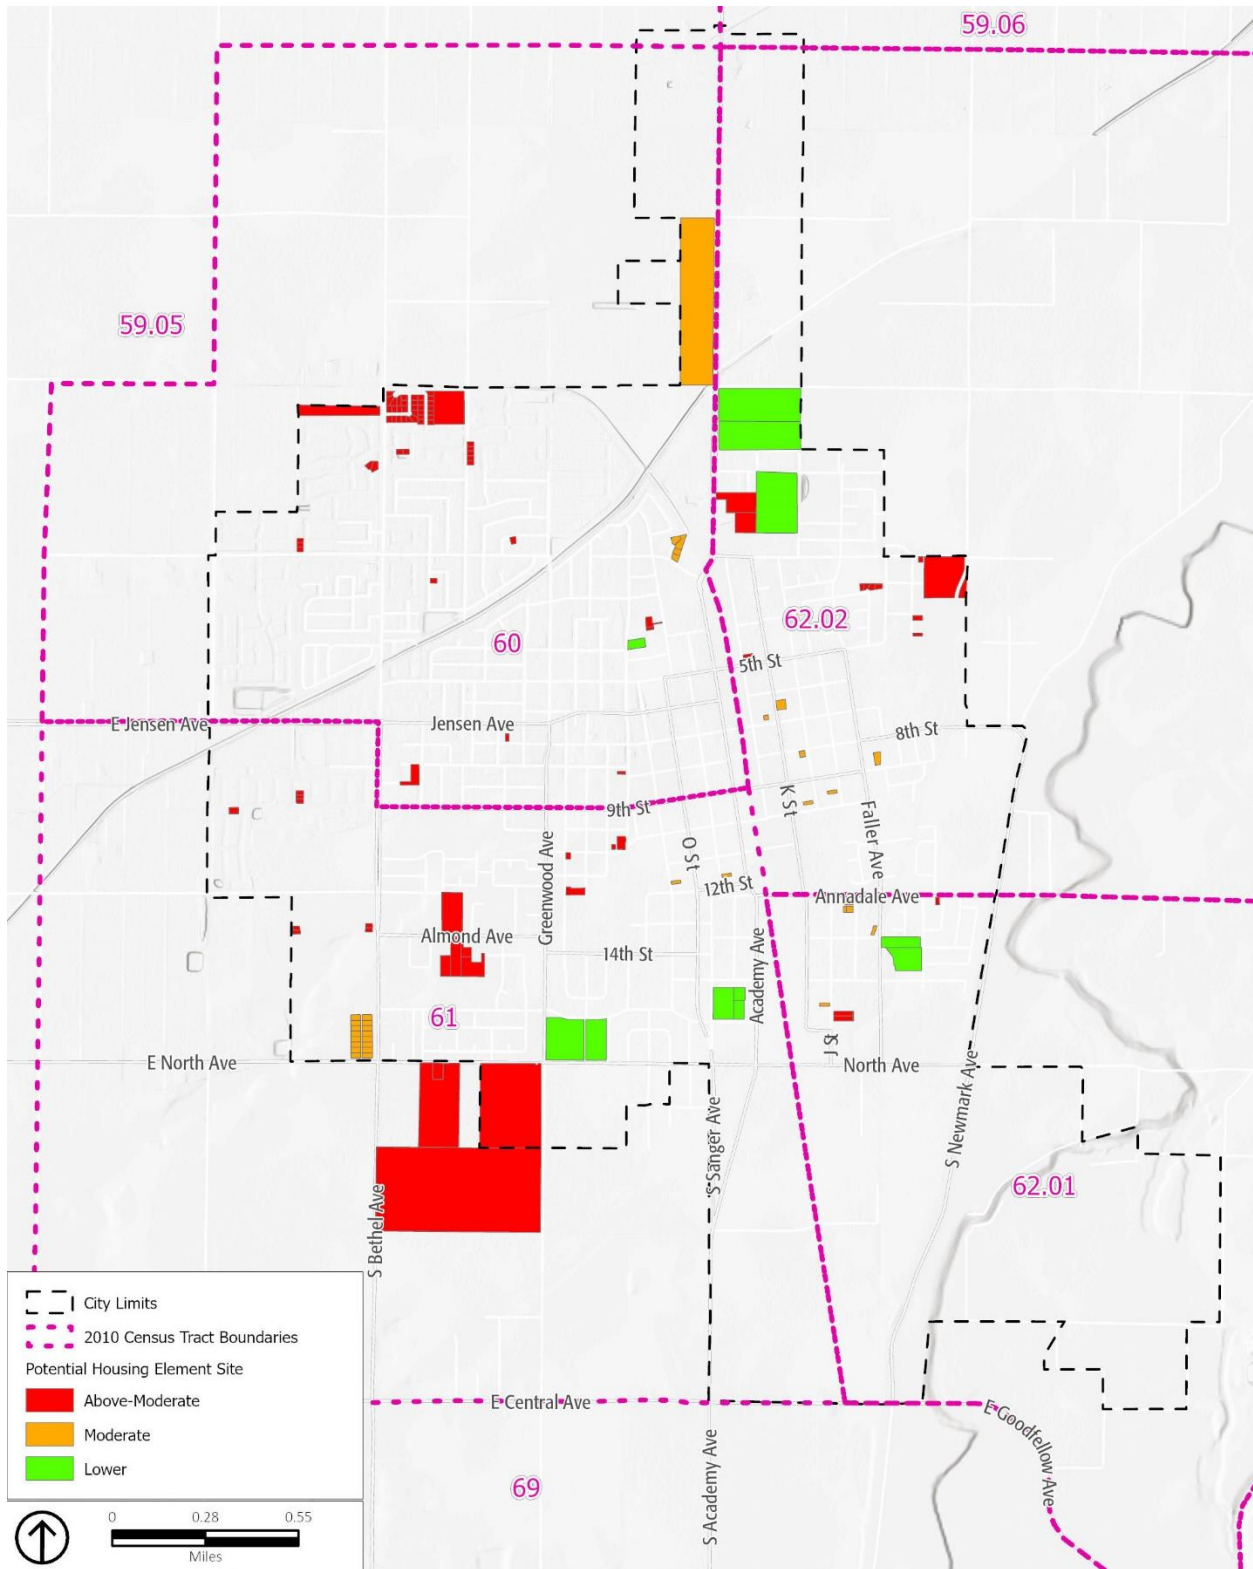 59.06
59.05
60
62.02
5th St
E Jensen Ave
Jensen Ave
8th St
9th St
K St
Faller Ave
O St
Greenwood Ave
12th St
Annadale Ave
Almond Ave
14th St
Academy Ave
61
E North Ave
North Ave
S Newmark Ave
S Sanger Ave
62.01
S Bethel Ave
E Central Ave
E Goodfellow Ave
69
S Academy Ave
City Limits
2010 Census Tract Boundaries
Potential Housing Element Site
Above-Moderate
Moderate
Lower
0 0.28 0.55
Miles